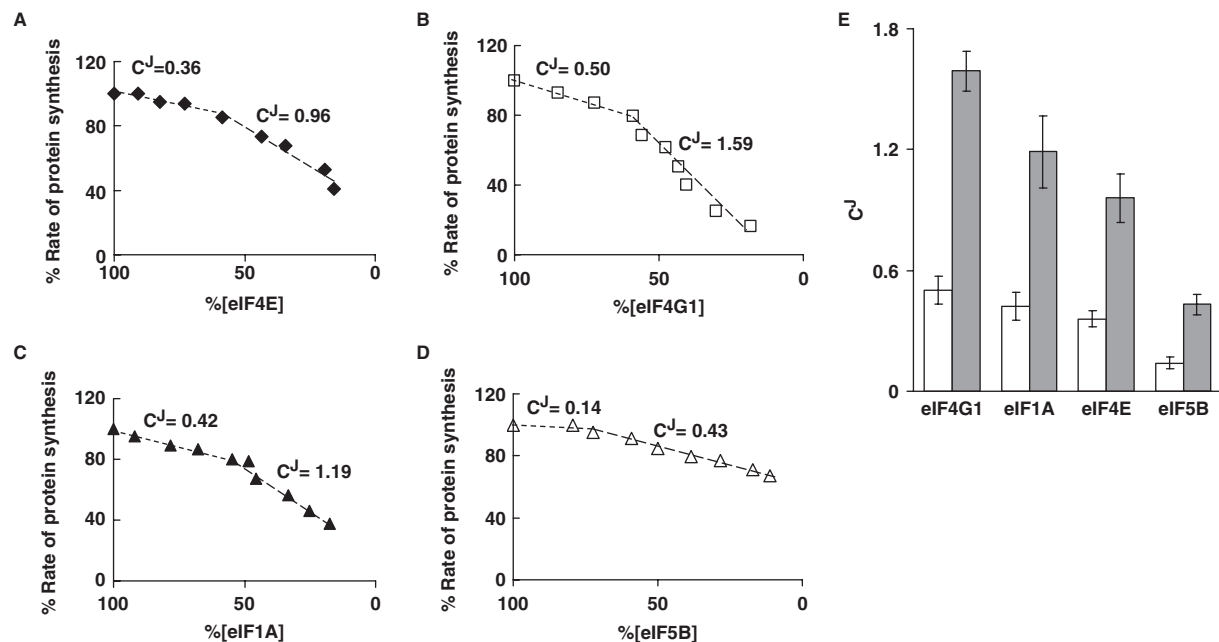 A
% Rate of protein synthesis
120
80
40
0
C^J=0.36
C^J = 0.96
100
50
0
%[eIF4E]
B
% Rate of protein synthesis
120
80
40
0
C^J = 0.50
C^J = 1.59
100
50
0
%[eIF4G1]
C
% Rate of protein synthesis
120
80
40
0
C^J = 0.42
C^J = 1.19
100
50
0
%[eIF1A]
D
% Rate of protein synthesis
120
80
40
0
C^J = 0.14
C^J = 0.43
100
50
0
%[eIF5B]
E
C^J
1.8
1.2
0.6
0
eIF4G1 eIF1A eIF4E eIF5B